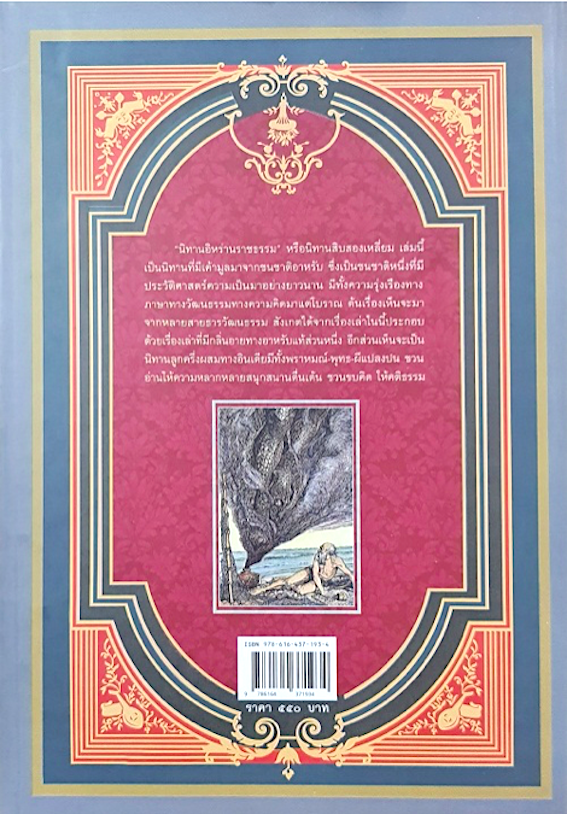 "นิทานอิหร่านราชธรรม" หรือนิทานสิบสองเหลี่ยม เล่มนี้
เป็นนิทานที่มีเค้ามูลมาจากชนชาติอาหรับ ซึ่งเป็นชนชาติหนึ่งที่มี
ประวัติศาสตร์ความเป็นมาอย่างยาวนาน มีทั้งความรุ่งเรืองทาง
ภาษาทางวัฒนธรรมทางความคิดมาแต่โบราณ ต้นเรื่องเห็นจะมา
จากหลายสายธารวัฒนธรรม สังเกตได้จากเรื่องเล่าในนี้ประกอบ
ด้วยเรื่องเล่าที่มีกลิ่นอายทางอาหรับแท้ส่วนหนึ่ง อีกส่วนเห็นจะเป็น
นิทานลูกครึ่งผสมทางอินเดียมีทั้งพราหมณ์-พุทธ-ผีแปลงปน ชวน
อ่านให้ความหลากหลายสนุกสนานตื่นเต้น ชวนขบคิด ให้คติธรรม
ISBN 978-616-437-193-4
9 786164 371934
ราคา ๕๕๐ บาท